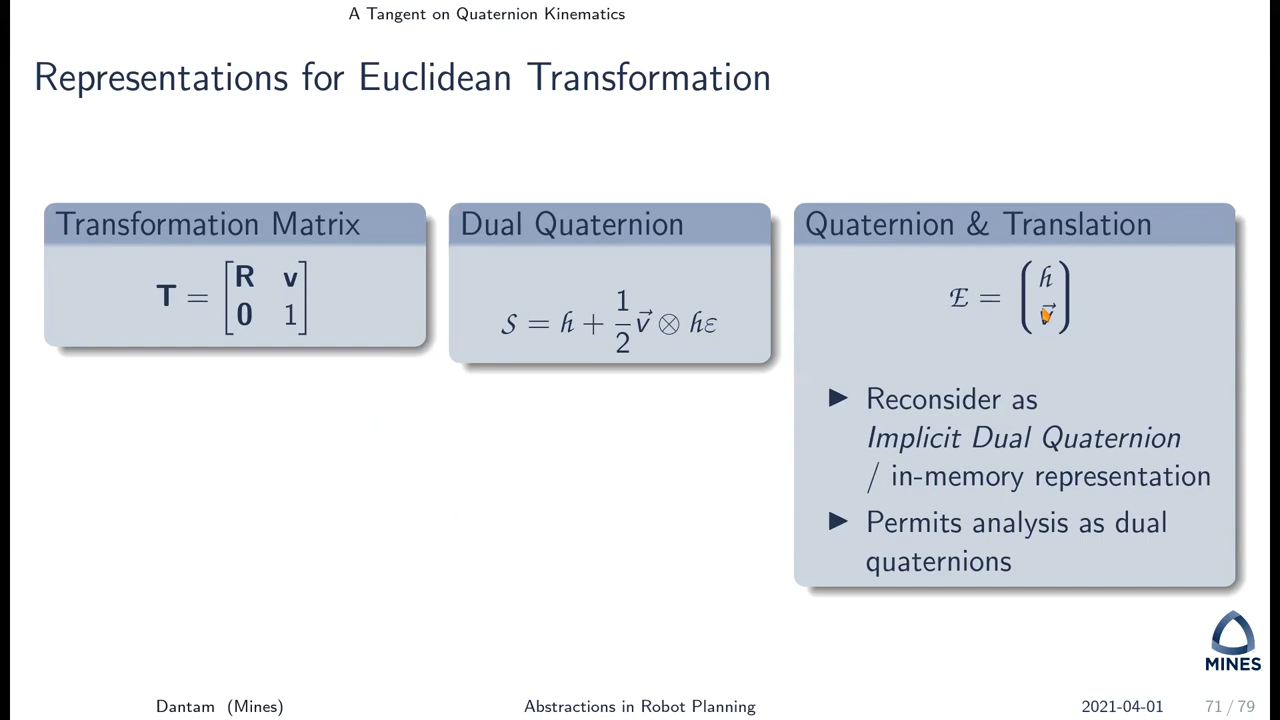 A Tangent on Quaternion Kinematics
Representations for Euclidean Transformation
Transformation Matrix
T = [R v
0 1]
Dual Quaternion
𝒮 = 𝒽 + 1/2 v⃗ ⊗ 𝒽ε
Quaternion & Translation
ℰ = (𝒽
v⃗)
▶ Reconsider as
Implicit Dual Quaternion
/ in-memory representation
▶ Permits analysis as dual
quaternions
MINES
Dantam (Mines)
Abstractions in Robot Planning
2021-04-01
71 / 79